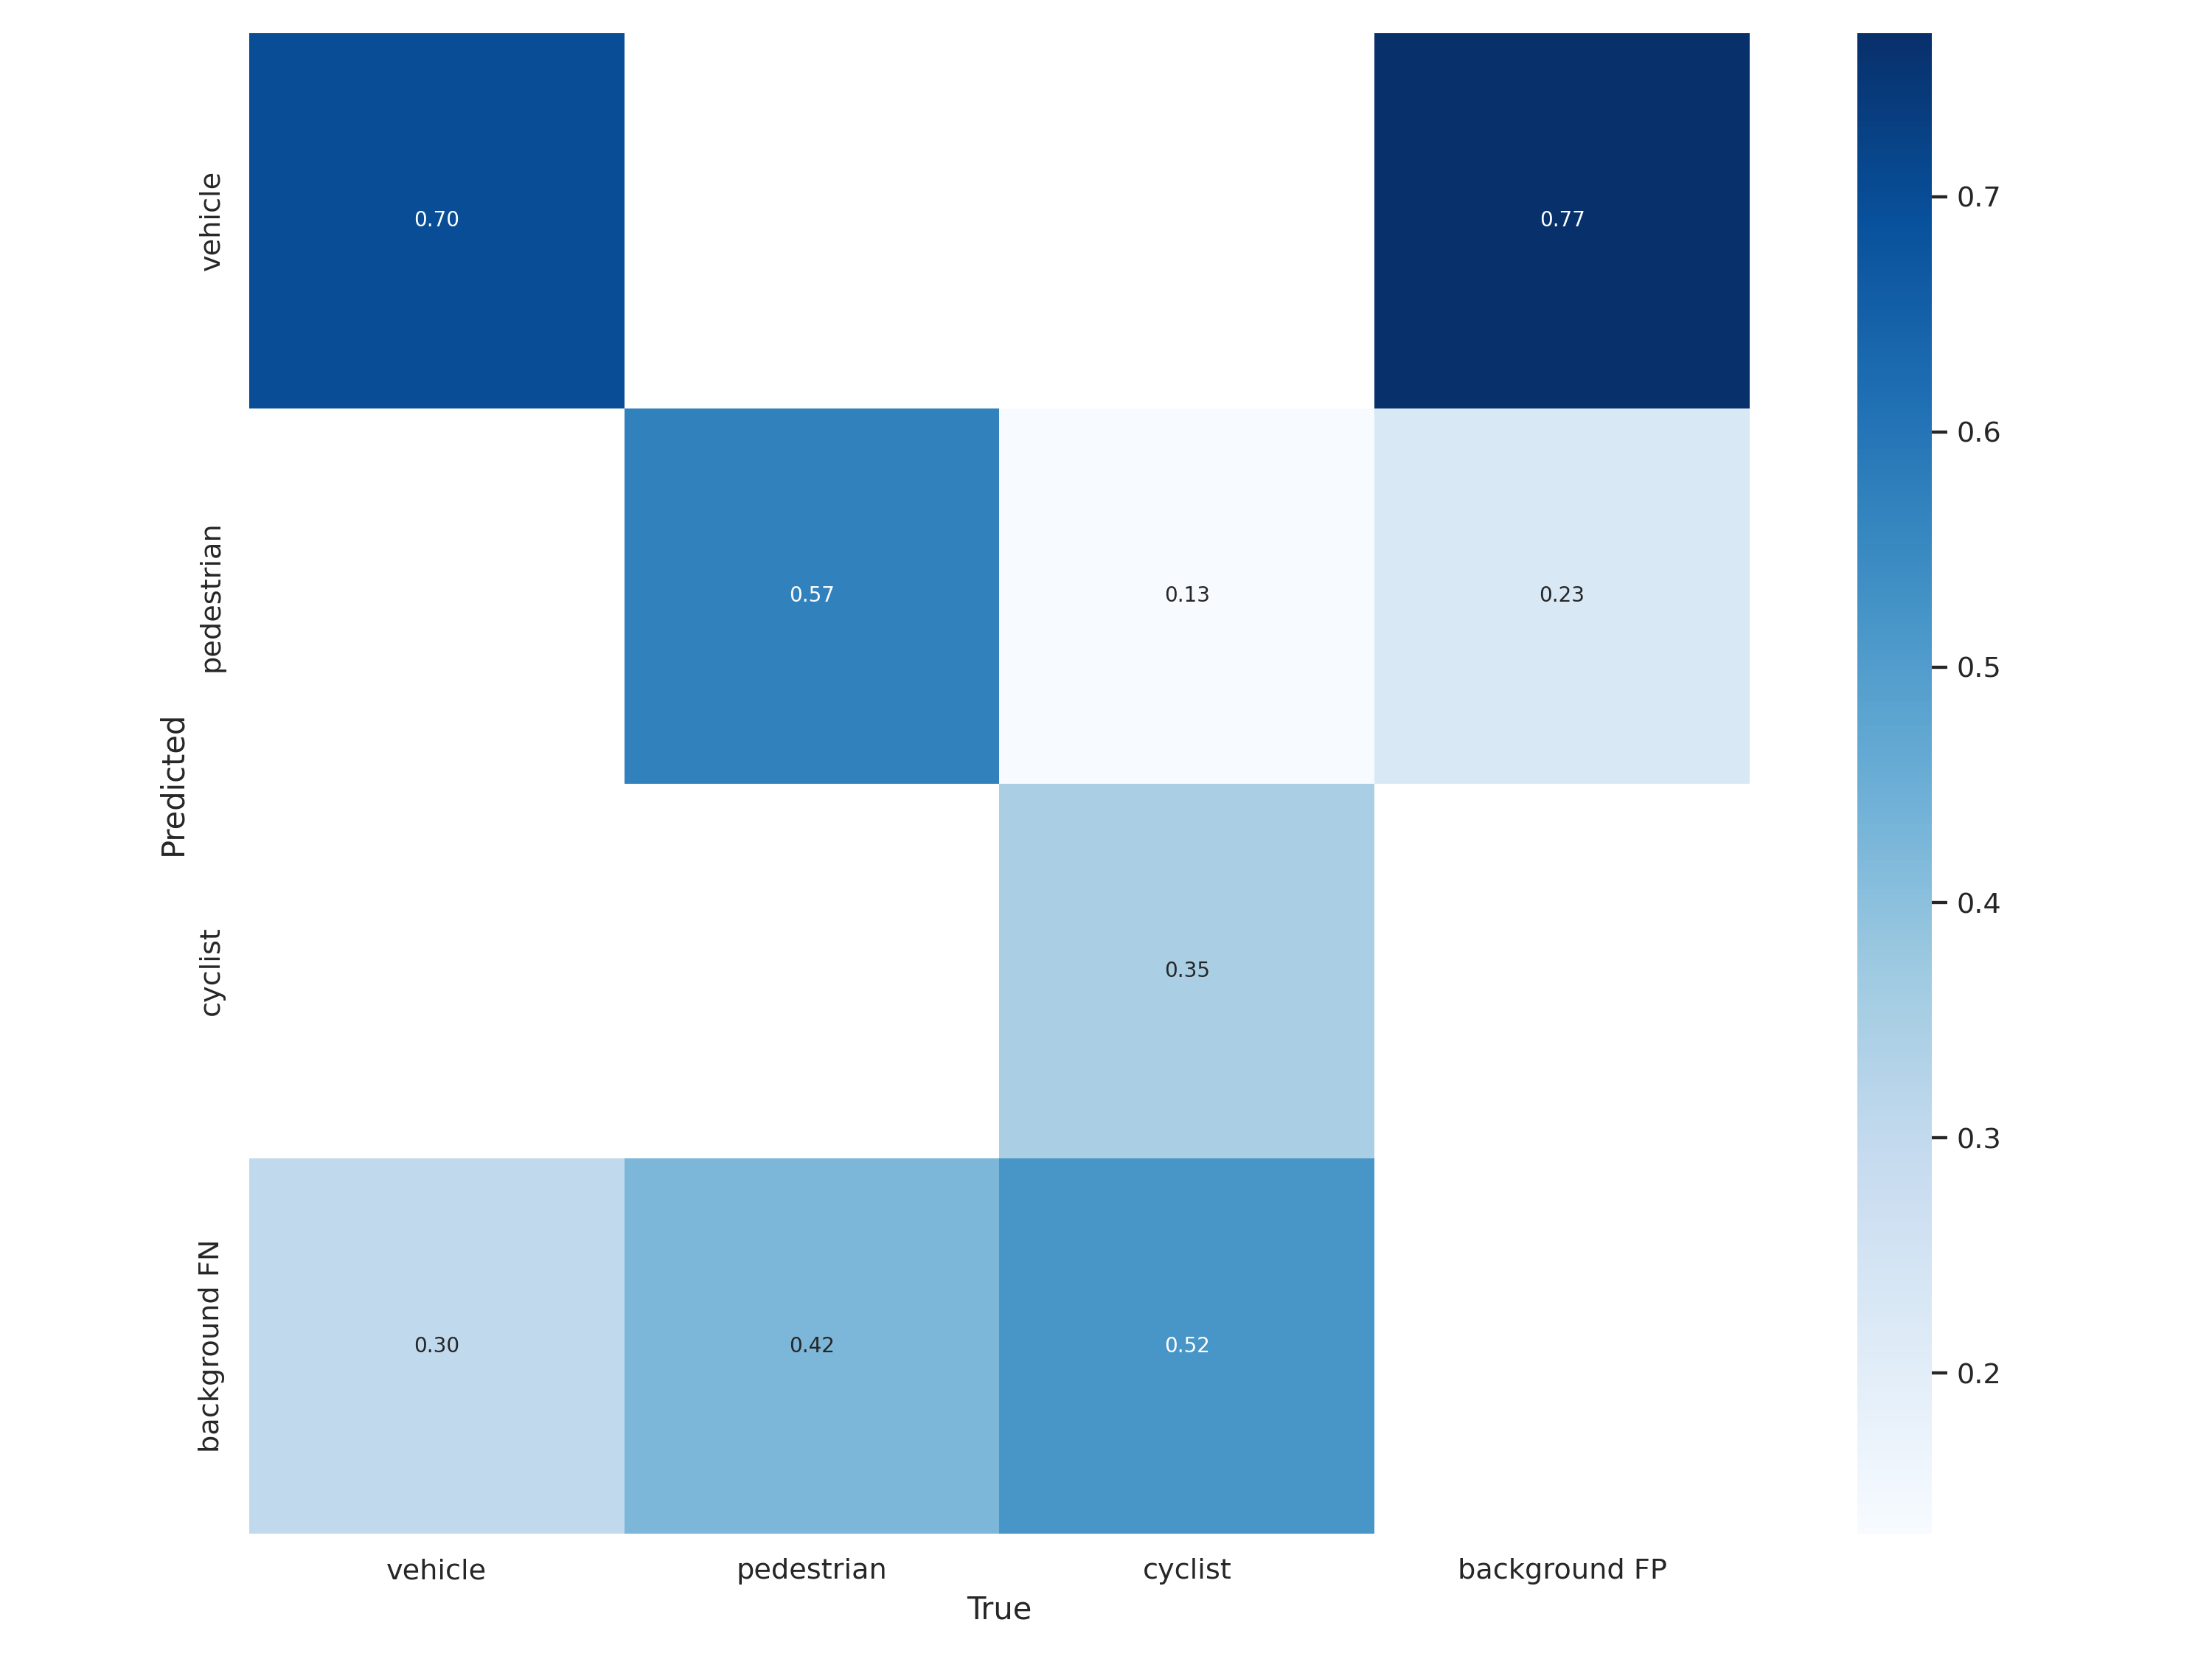 vehicle
0.70
0.77
0.7
0.6
pedestrian
0.57
0.13
0.23
0.5
Predicted
0.4
cyclist
0.35
0.3
background FN
0.30
0.42
0.52
0.2
vehicle
pedestrian
cyclist
background FP
True